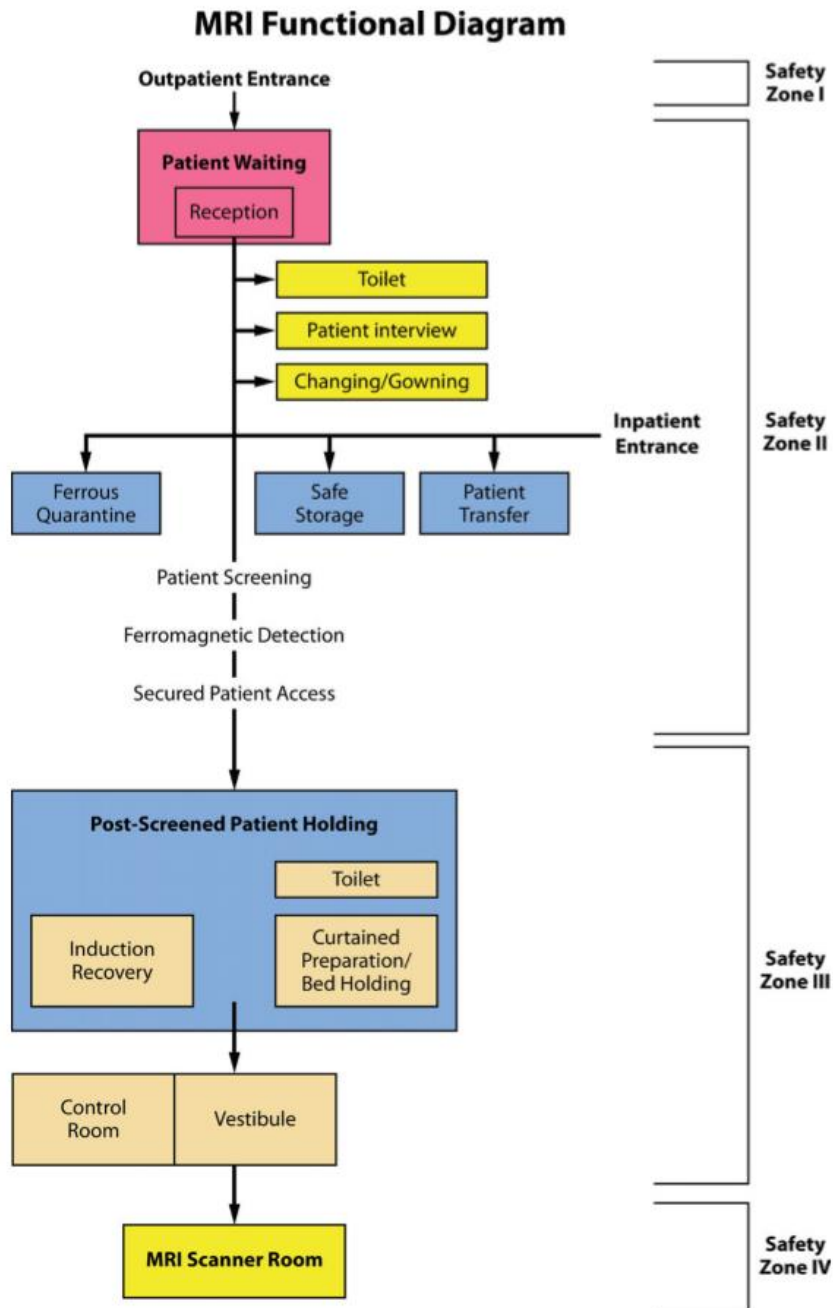 MRI Functional Diagram
Outpatient Entrance
Safety
Zone I
Patient Waiting
Reception
Toilet
Patient interview
Changing/Gowning
Inpatient
Entrance
Safety
Zone II
Ferrous
Quarantine
Safe
Storage
Patient
Transfer
Patient Screening
Ferromagnetic Detection
Secured Patient Access
Post-Screened Patient Holding
Toilet
Induction
Recovery
Curtained
Preparation/
Bed Holding
Safety
Zone III
Control
Room
Vestibule
MRI Scanner Room
Safety
Zone IV